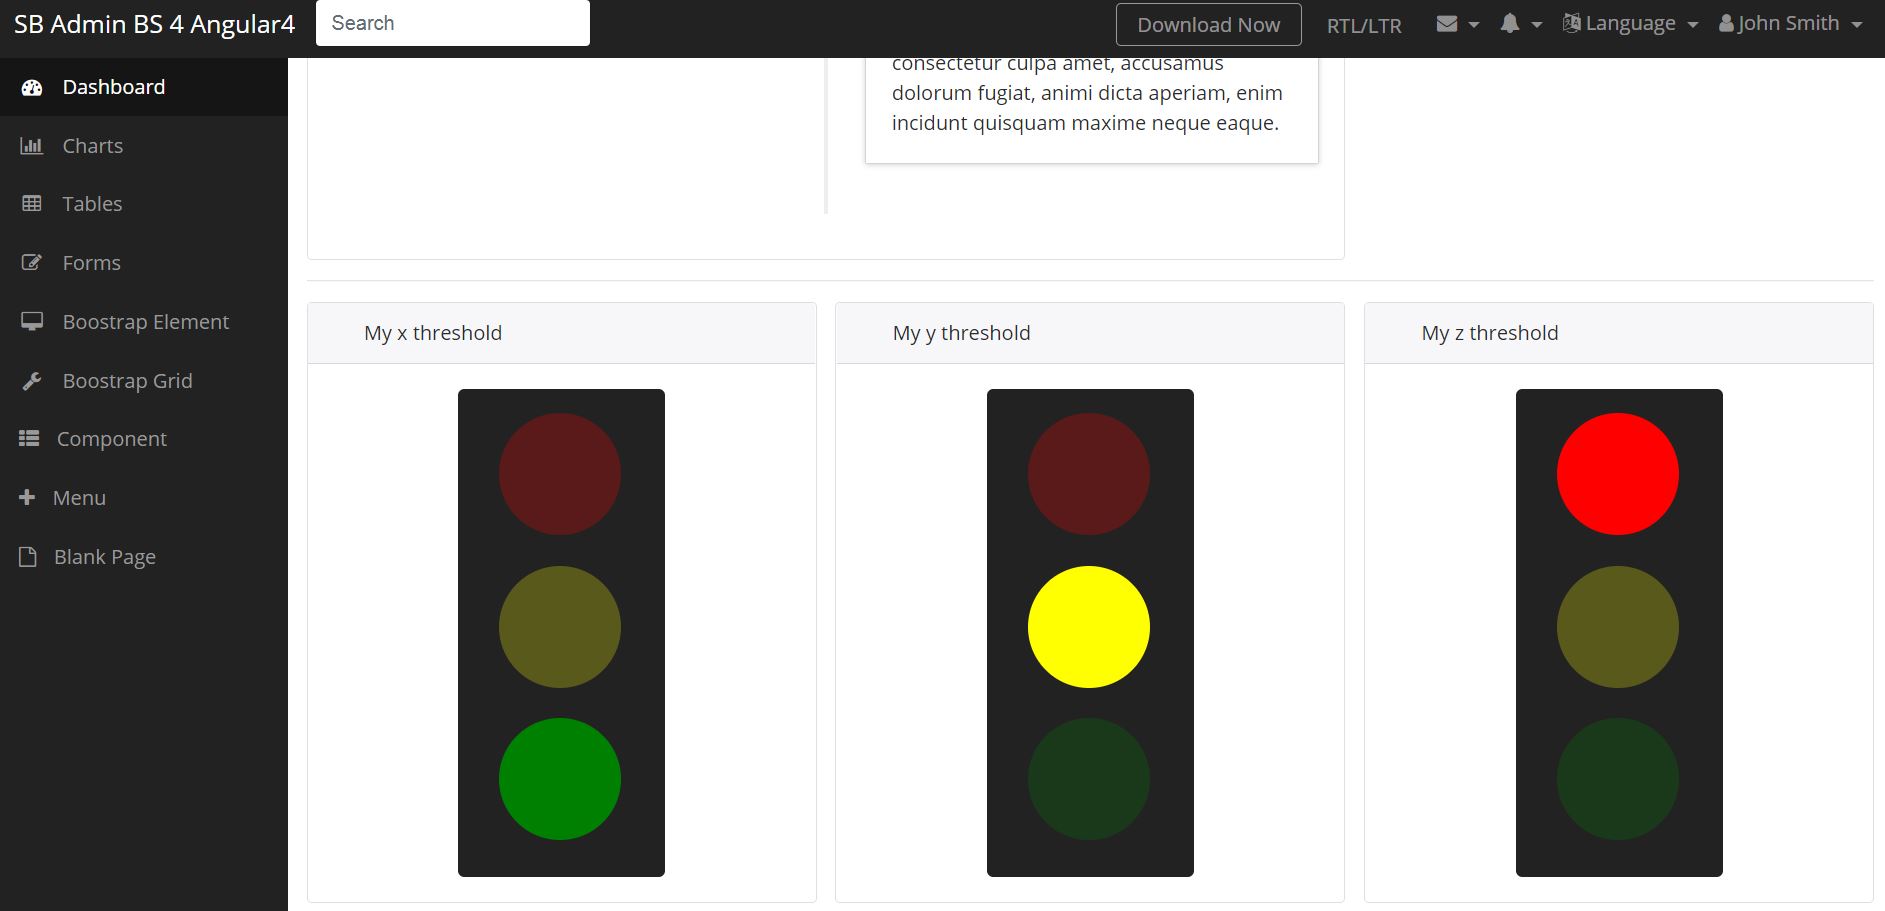 SB Admin BS 4 Angular4
Search
Download Now
RTL/LTR
Language
John Smith
Dashboard
Charts
Tables
Forms
Boostrap Element
Boostrap Grid
Component
Menu
Blank Page
consectetur culpa amet, accusamus
dolorum fugiat, animi dicta aperiam, enim
incidunt quisquam maxime neque eaque.
My x threshold
My y threshold
My z threshold